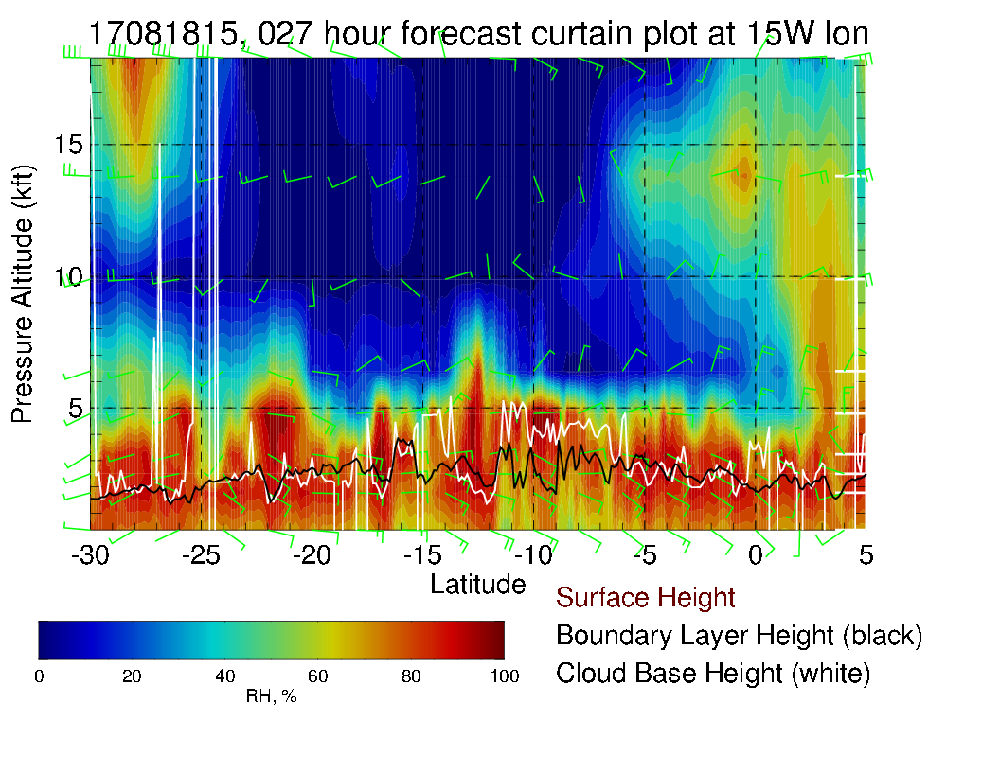 17081815, 027 hour forecast curtain plot at 15W lon
Pressure Altitude (kft)
15
10
5
-30 -25 -20 -15 -10 -5 0 5
Latitude
Surface Height
Boundary Layer Height (black)
Cloud Base Height (white)
0 20 40 60 80 100
RH, %